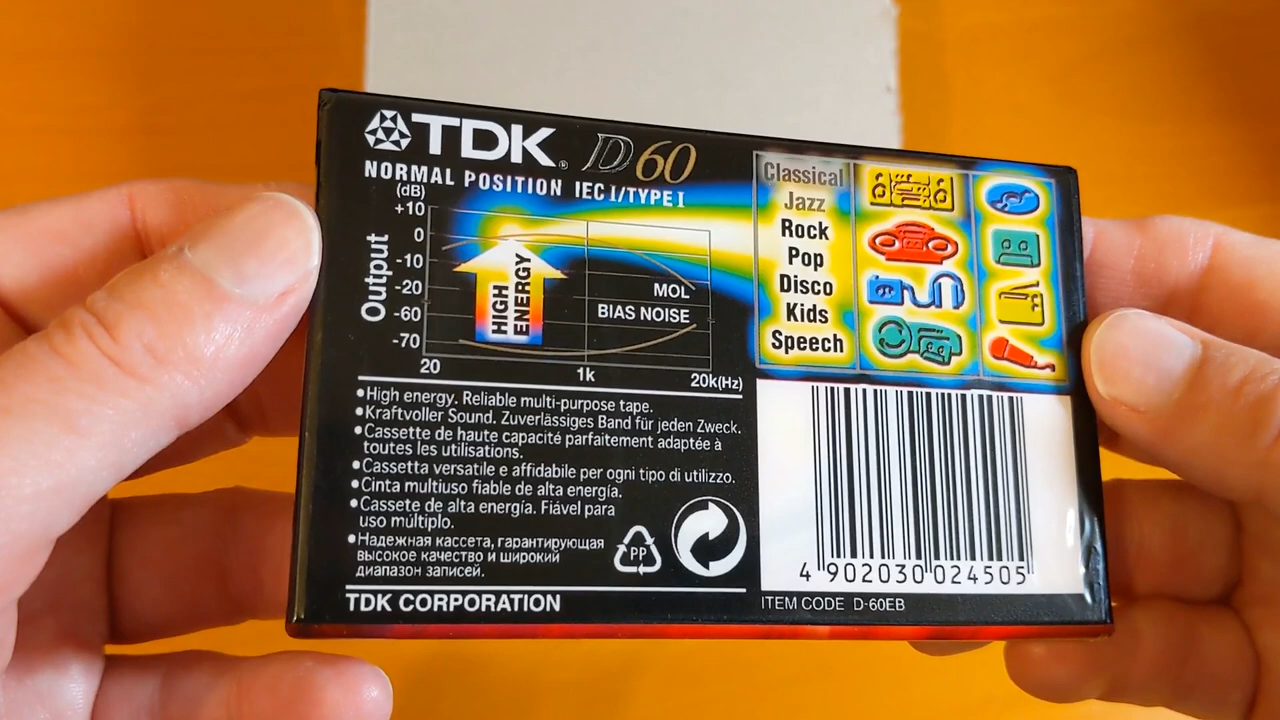 TDK® D60
NORMAL POSITION IEC I/TYPE I
(dB)
+10
0
-10
-20
-60
-70
Output
HIGH
ENERGY
MOL
BIAS NOISE
20 1k 20k(Hz)
Classical
Jazz
Rock
Pop
Disco
Kids
Speech
•High energy. Reliable multi-purpose tape.
•Kraftvoller Sound. Zuverlässiges Band für jeden Zweck.
•Cassette de haute capacité parfaitement adaptée à
toutes les utilisations.
•Cassetta versatile e affidabile per ogni tipo di utilizzo.
•Cinta multiuso fiable de alta energía.
•Cassete de alta energía. Fiável para
uso múltiplo.
•Надежная кассета, гарантирующая
высокое качество и широкий
диапазон записей.
PP
TDK CORPORATION
4 902030 024505
ITEM CODE D-60EB